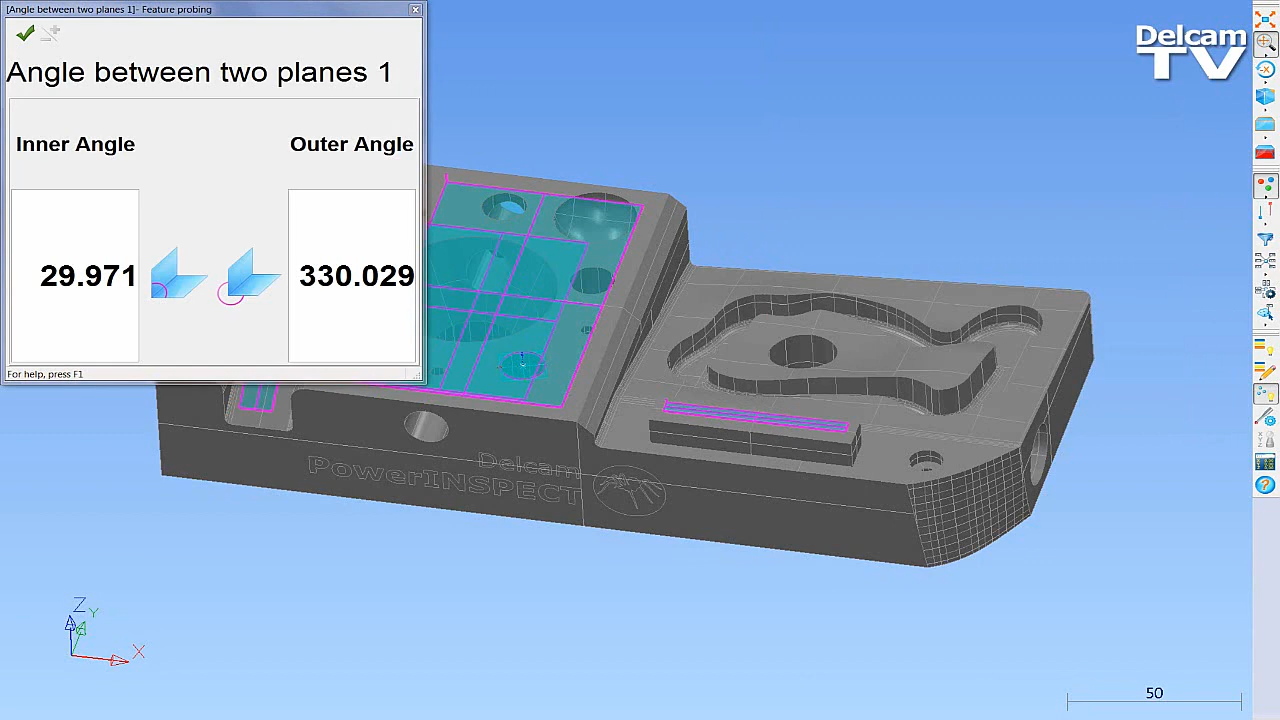 [Angle between two planes 1]- Feature probing
Angle between two planes 1
Inner Angle
Outer Angle
29.971
330.029
For help, press F1
Delcam
TV
Delcam
PowerINSPECT
Z
Y
X
50